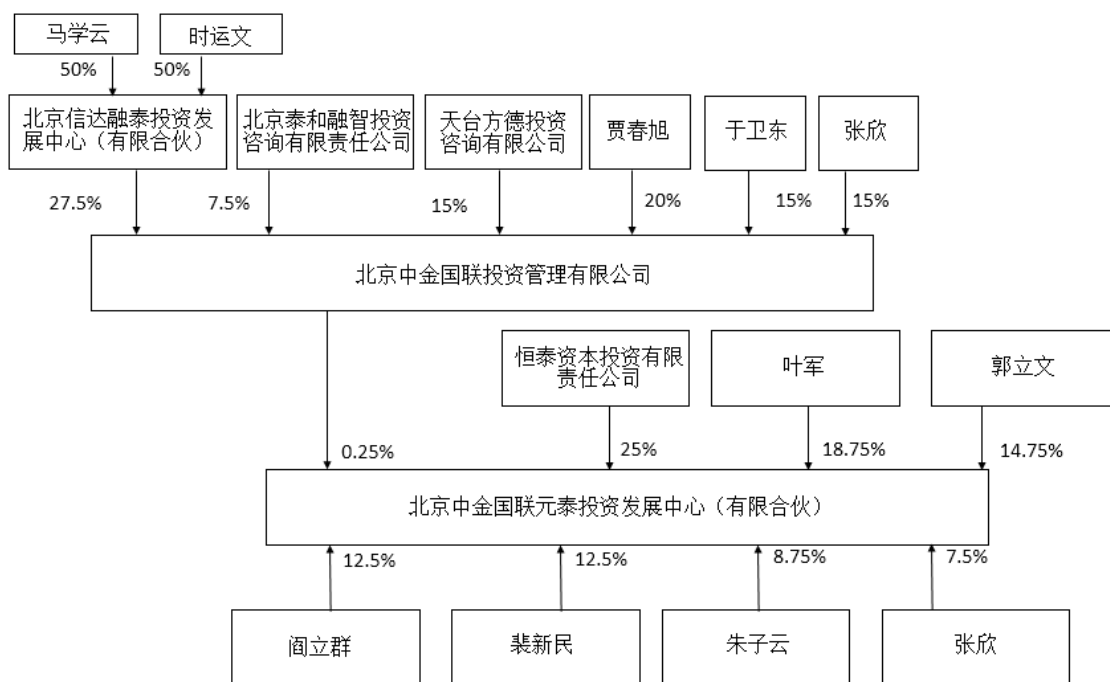 马学云
时运文
50%
50%
北京信达融泰投资发
展中心（有限合伙）
北京泰和融智投资
咨询有限责任公司
天台方德投资
咨询有限公司
贾春旭
于卫东
张欣
27.5%
7.5%
15%
20%
15%
15%
北京中金国联投资管理有限公司
恒泰资本投资有限
责任公司
叶军
郭立文
0.25%
25%
18.75%
14.75%
北京中金国联元泰投资发展中心（有限合伙）
12.5%
12.5%
8.75%
7.5%
阎立群
裴新民
朱子云
张欣